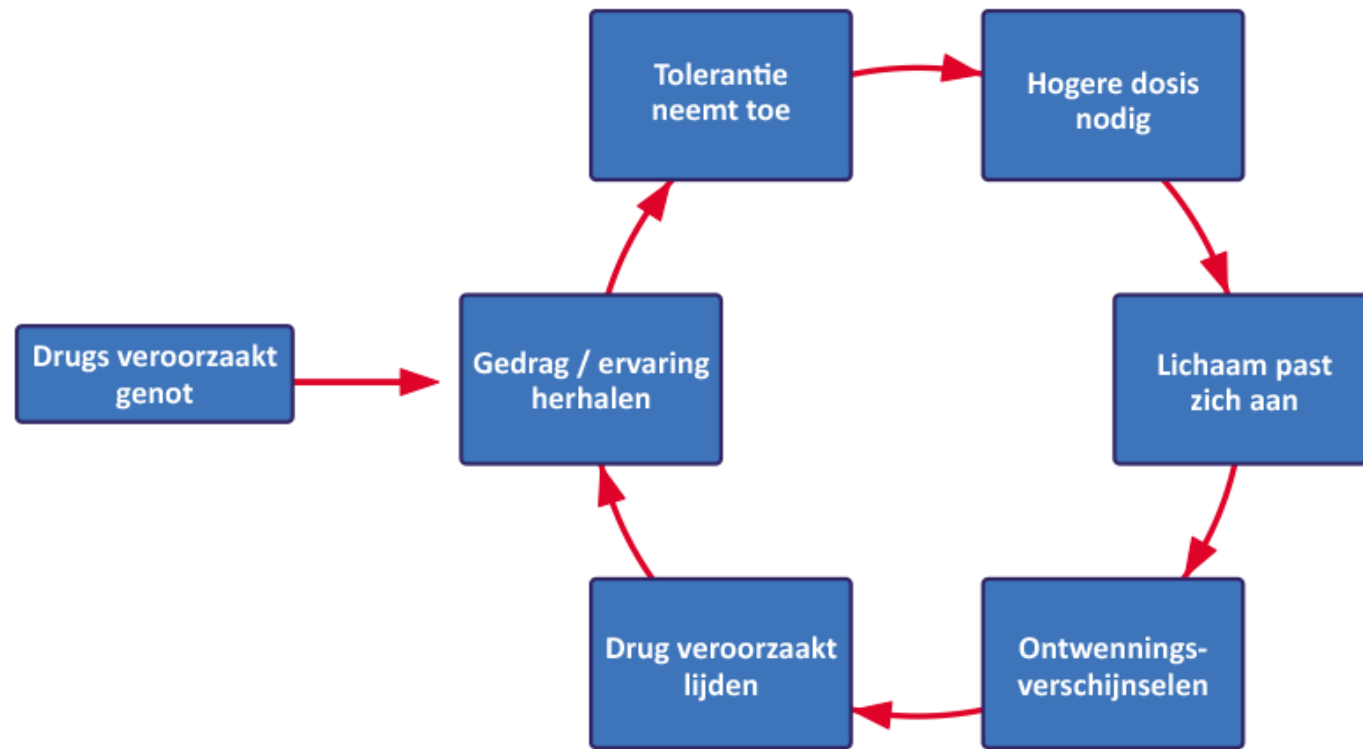 Drugs veroorzaakt
genot
Gedrag / ervaring
herhalen
Tolerantie
neemt toe
Hogere dosis
nodig
Lichaam past
zich aan
Ontwennings-
verschijnselen
Drug veroorzaakt
lijden